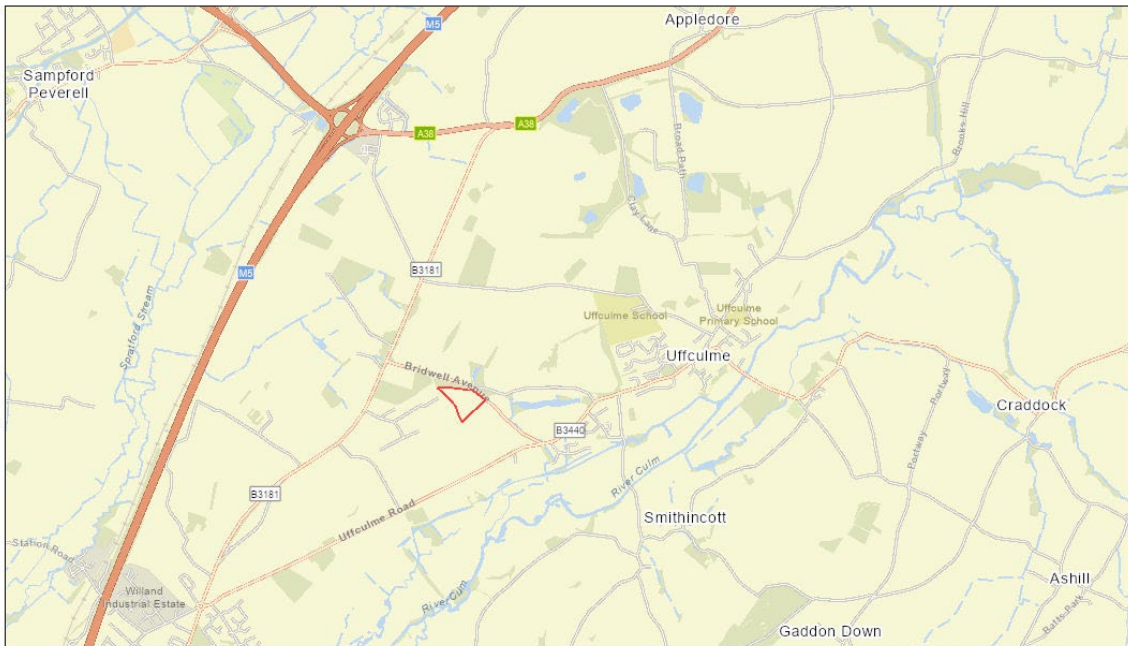 Appledore
M5
Sampford
Peverell
A38
A38
Broad Path
Brooks Hill
Clay Lane
M5
B3181
Spratford Stream
Uffculme School
Uffculme
Primary School
Uffculme
Bridwell Avenue
Portway
Craddock
B3440
Portway
River Culm
B3181
Uffculme Road
Smithincott
Station Road
Willand
Industrial Estate
River Culm
Ashill
Batts Park
Gaddon Down